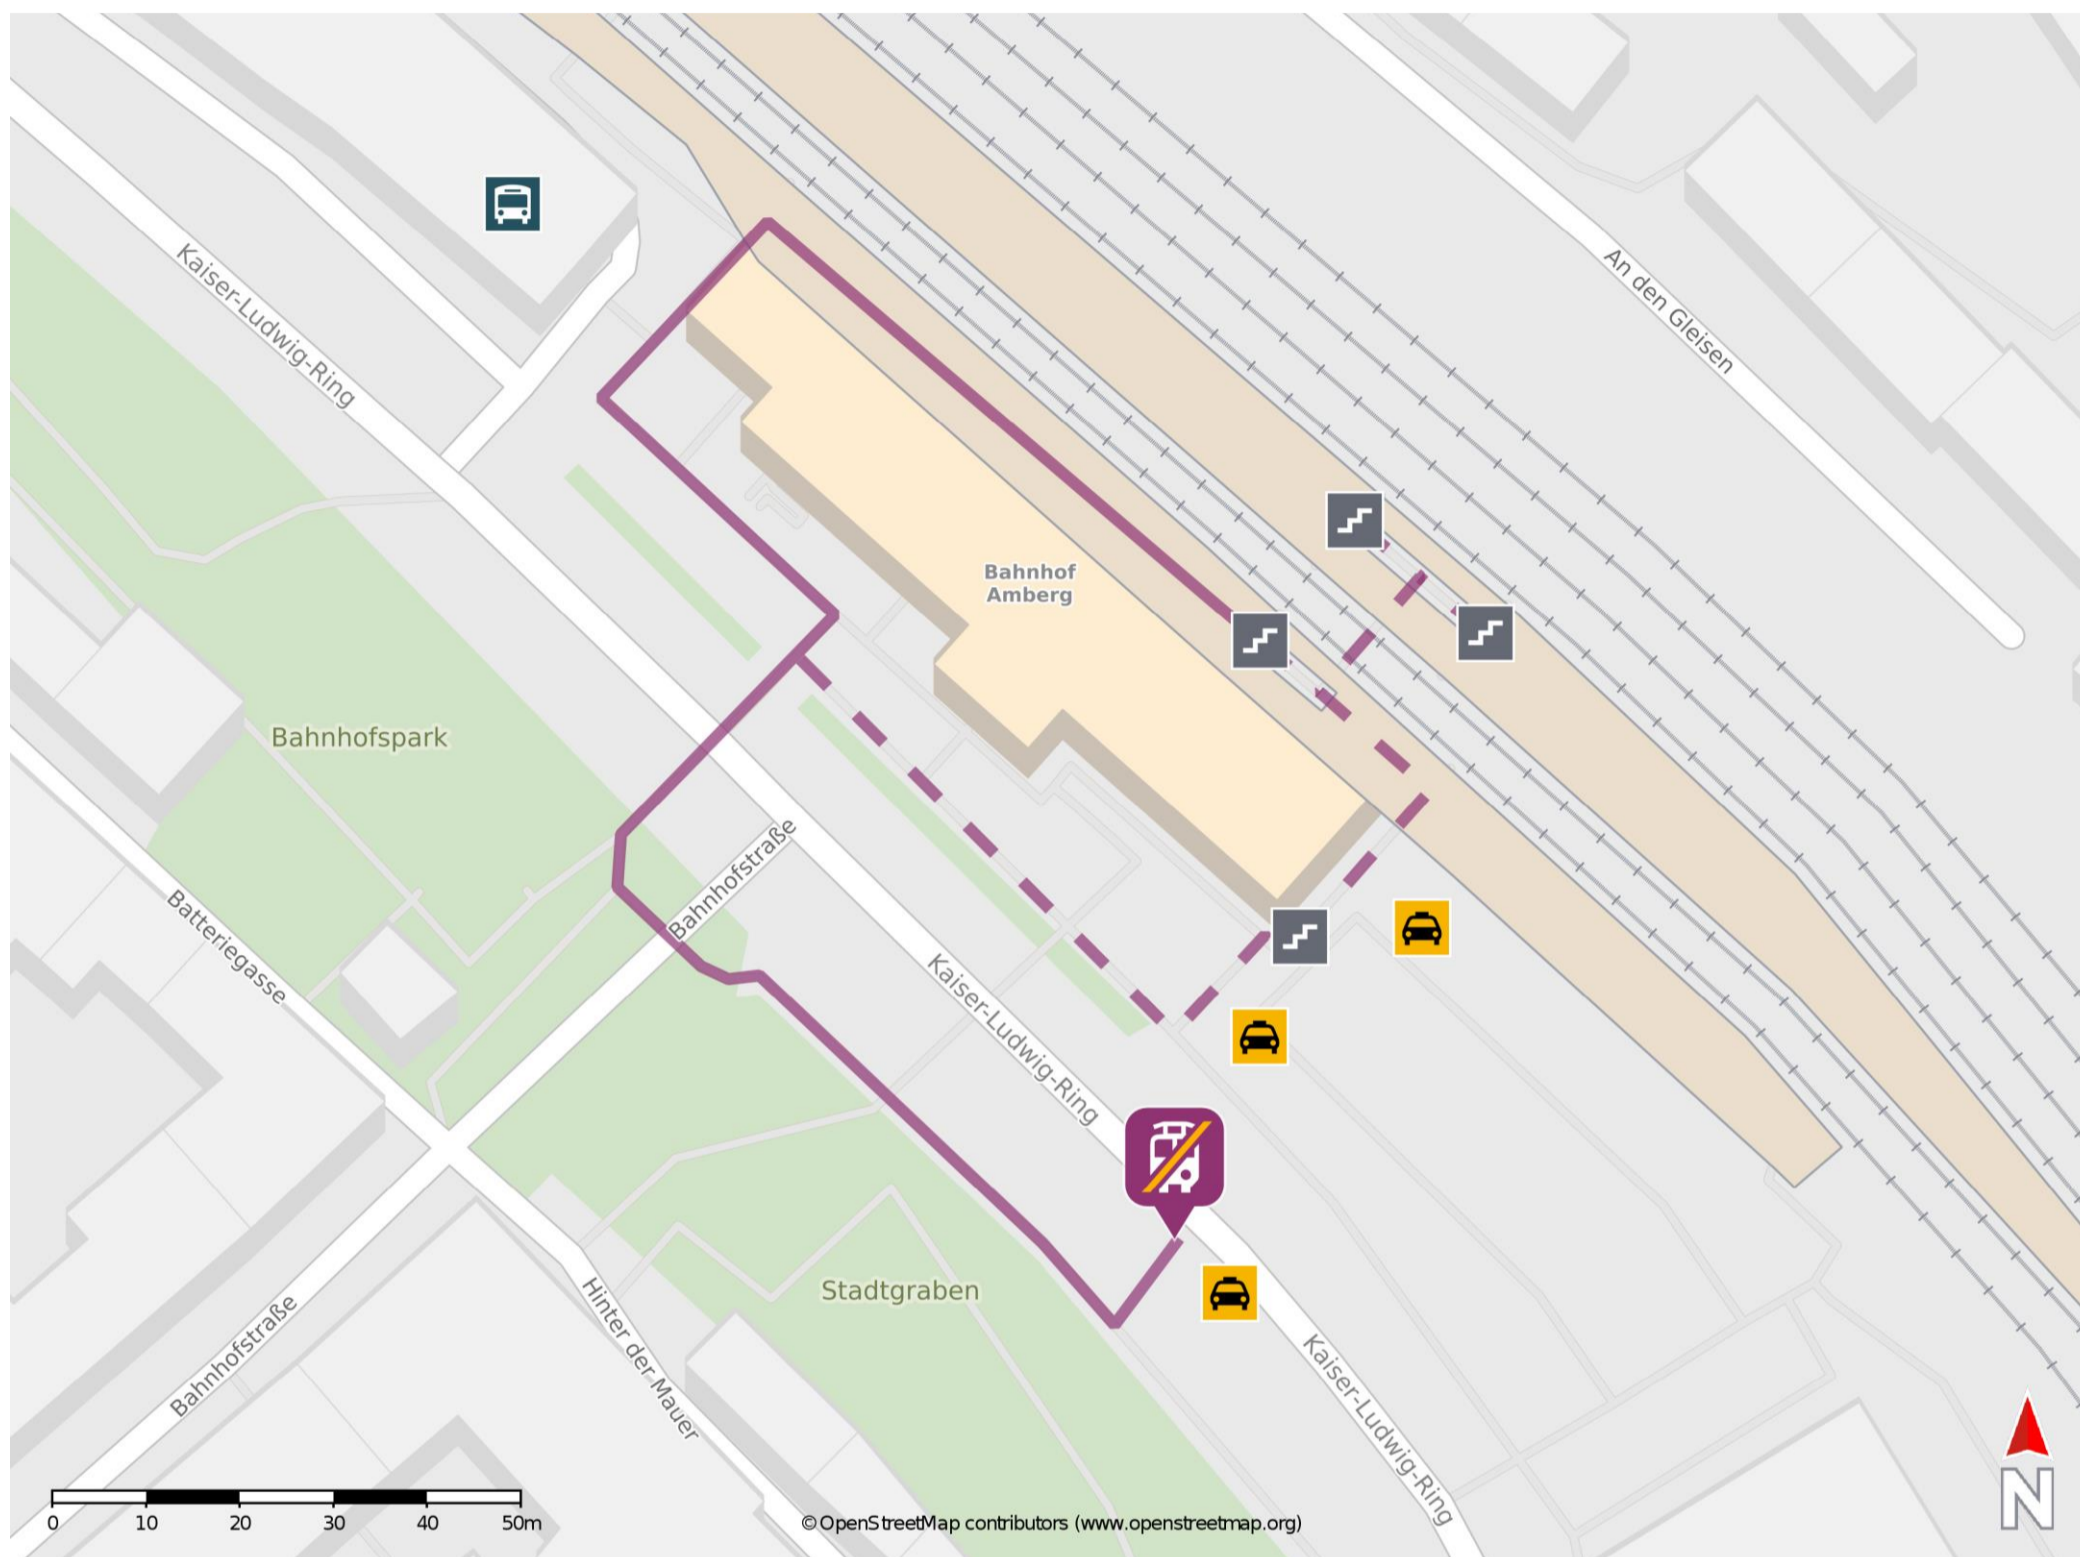 Kaiser-Ludwig-Ring
An den Gleisen
Bahnhof
Amberg
Bahnhofspark
Bahnhofstraße
Batteriegasse
Kaiser-Ludwig-Ring
Stadtgraben
Hinter der Mauer
Bahnhofstraße
Kaiser-Ludwig-Ring
0 10 20 30 40 50m
©OpenStreetMap contributors (www.openstreetmap.org)
N